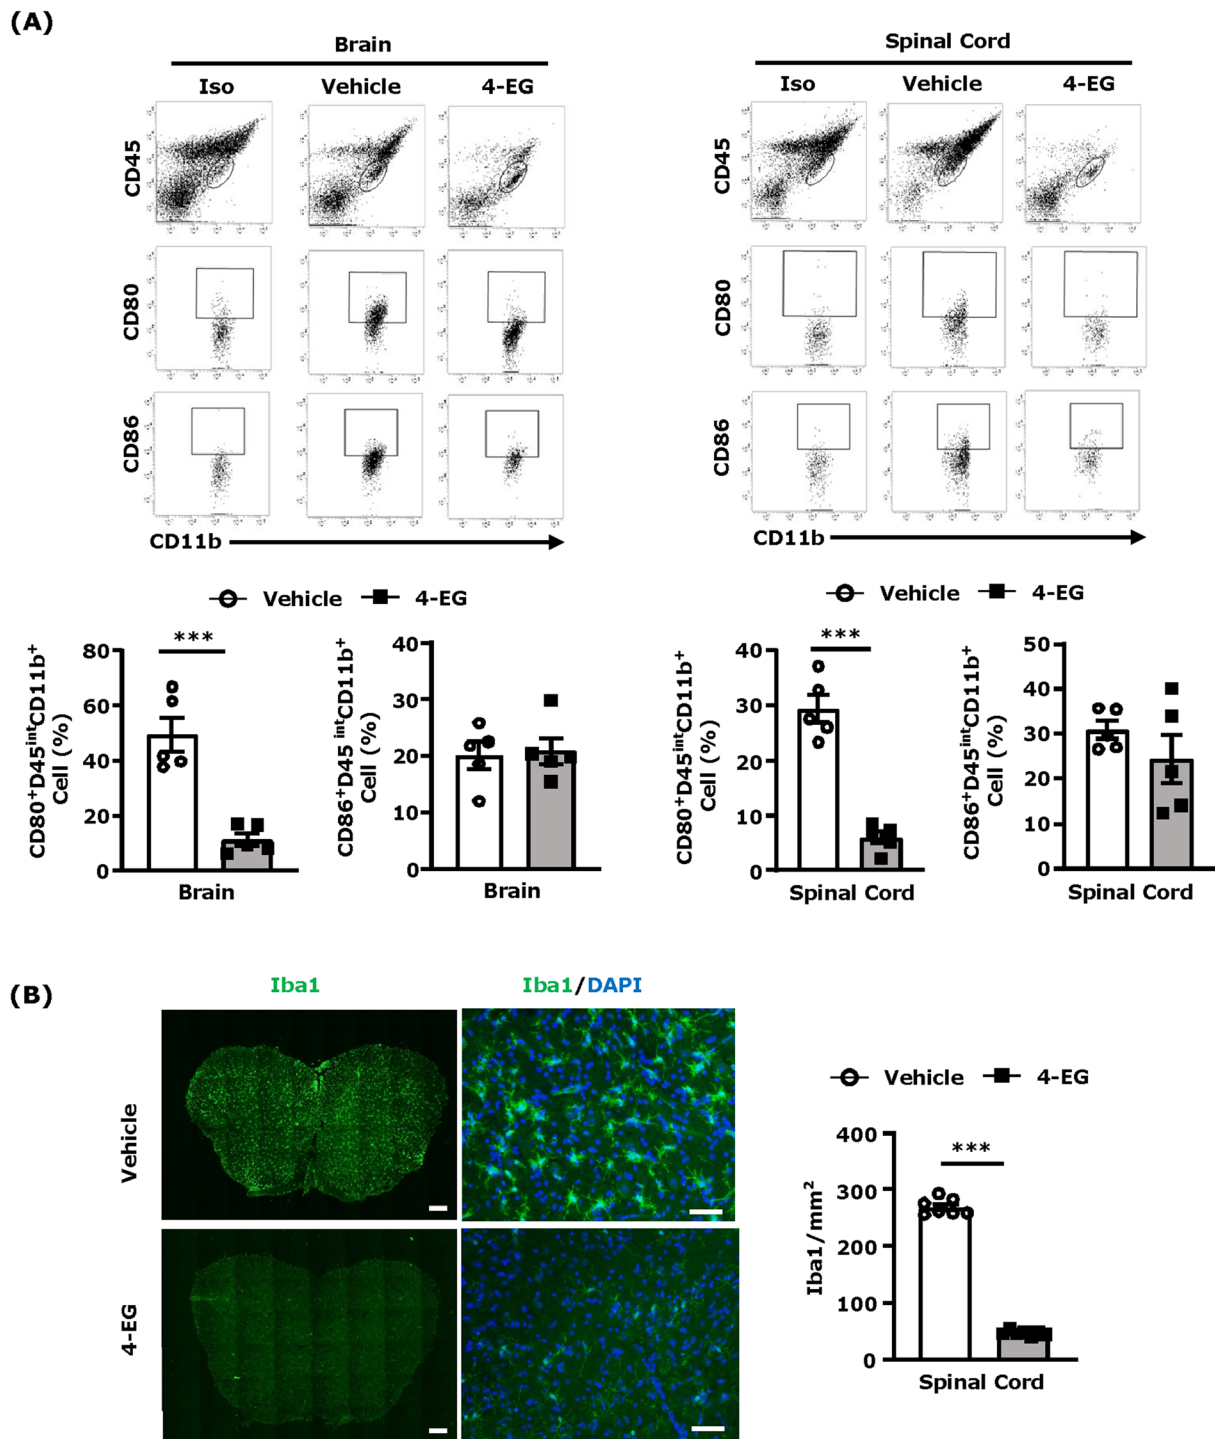 (A)
Brain
Iso Vehicle 4-EG
CD45
CD80
CD86
CD11b
Spinal Cord
Iso Vehicle 4-EG
CD45
CD80
CD86
CD11b
Vehicle 4-EG
CD80⁺D45ⁱⁿᵗCD11b⁺
Cell (%)
80
60
40
20
0
***
Brain
CD86⁺D45ⁱⁿᵗCD11b⁺
Cell (%)
40
30
20
10
0
Brain
Vehicle 4-EG
CD80⁺D45ⁱⁿᵗCD11b⁺
Cell (%)
40
30
20
10
0
***
Spinal Cord
CD86⁺D45ⁱⁿᵗCD11b⁺
Cell (%)
50
40
30
20
10
0
Spinal Cord
(B)
Iba1 Iba1/DAPI
Vehicle
4-EG
Vehicle 4-EG
Iba1/mm²
400
300
200
100
0
***
Spinal Cord